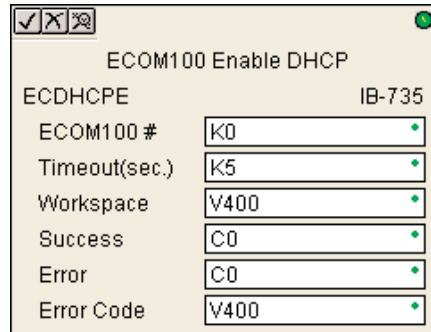 ECOM100 Enable DHCP
ECDHCPE IB-735
ECOM100 # K0
Timeout(sec.) K5
Workspace V400
Success C0
Error C0
Error Code V400